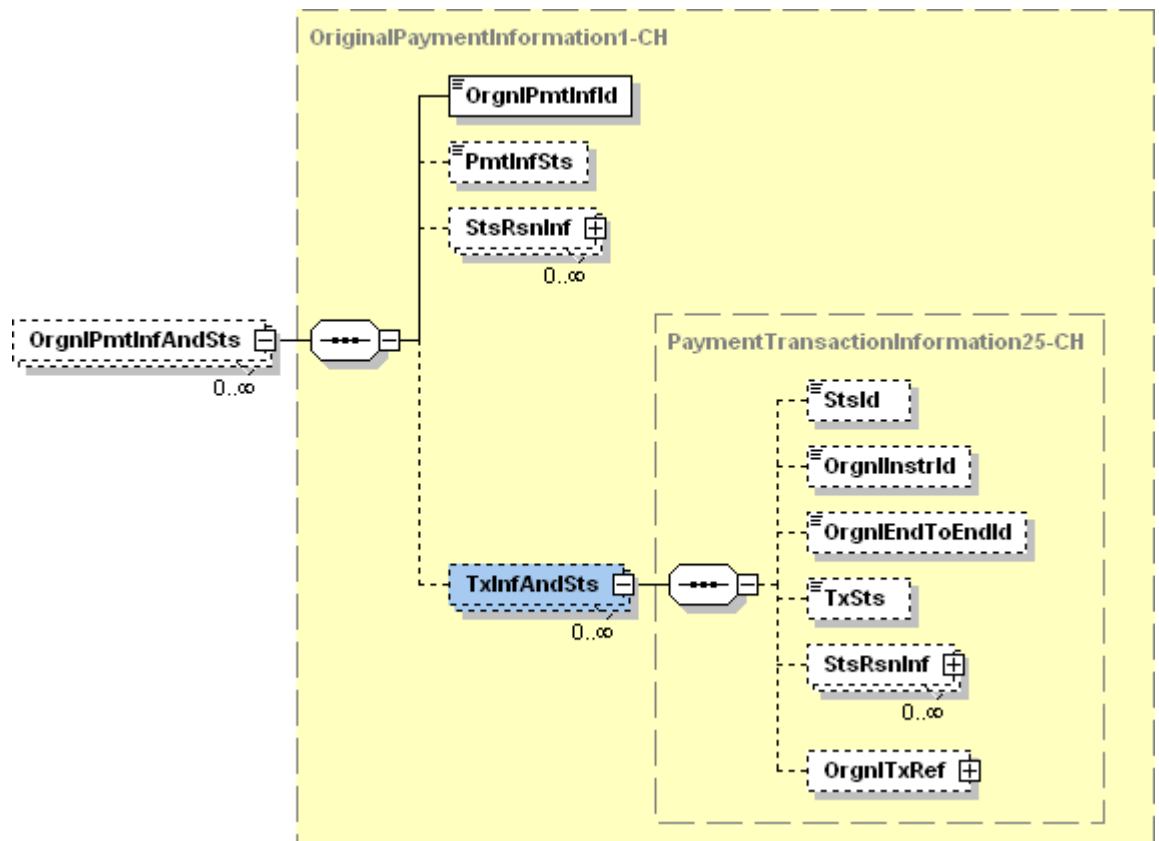 OriginalPaymentInformation1-CH
OrgnlPmtInfId
PmtInfSts
StsRsnInf
0..∞
OrgnlPmtInfAndSts
0..∞
PaymentTransactionInformation25-CH
StsId
OrgnlInstrId
OrgnlEndToEndId
TxInfAndSts
0..∞
TxSts
StsRsnInf
0..∞
OrgnlTxRef